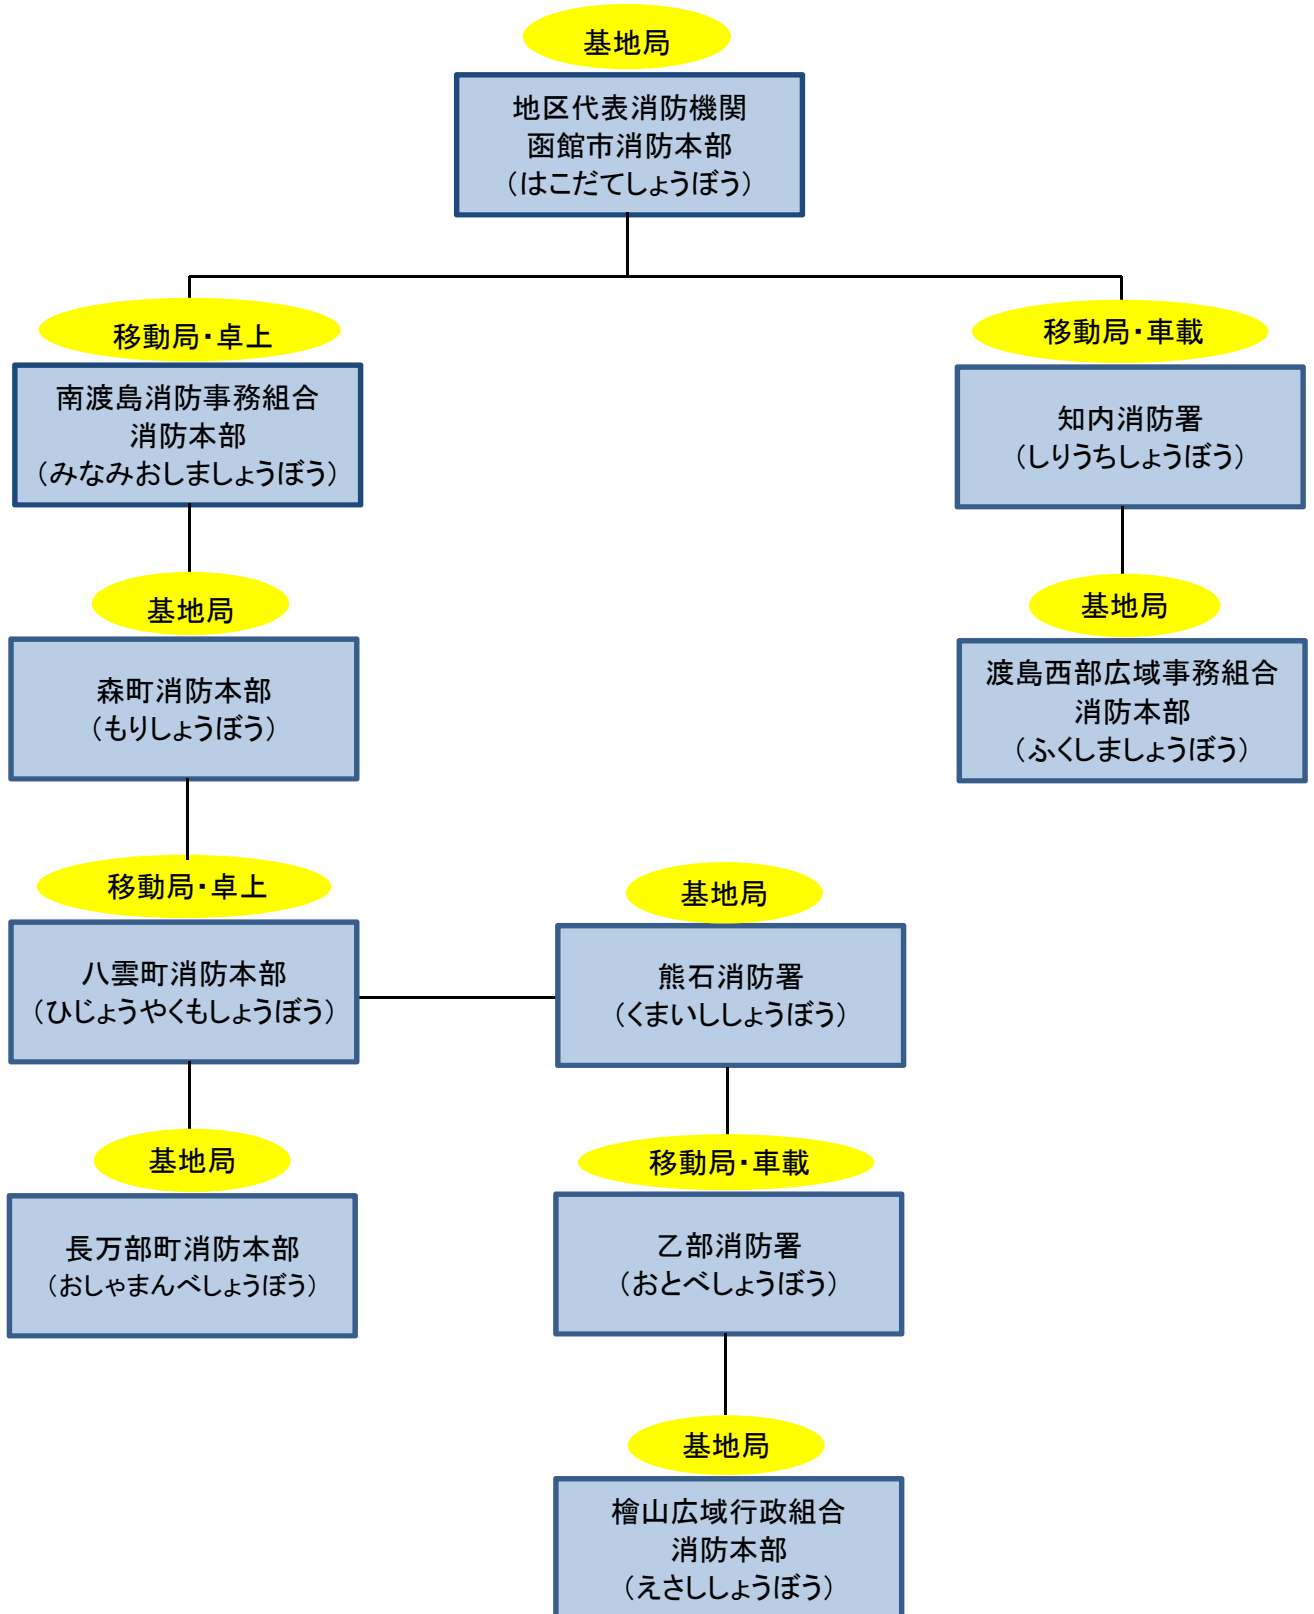 基地局
地区代表消防機関
函館市消防本部
（はこだてしょうぼう）
移動局・卓上
南渡島消防事務組合
消防本部
（みなみおしましょうぼう）
移動局・車載
知内消防署
（しりうちしょうぼう）
基地局
森町消防本部
（もりしょうぼう）
基地局
渡島西部広域事務組合
消防本部
（ふくしましょうぼう）
移動局・卓上
八雲町消防本部
（ひじょうやくもしょうぼう）
基地局
熊石消防署
（くまいししょうぼう）
基地局
長万部町消防本部
（おしゃまんべしょうぼう）
移動局・車載
乙部消防署
（おとべしょうぼう）
基地局
檜山広域行政組合
消防本部
（えさししょうぼう）